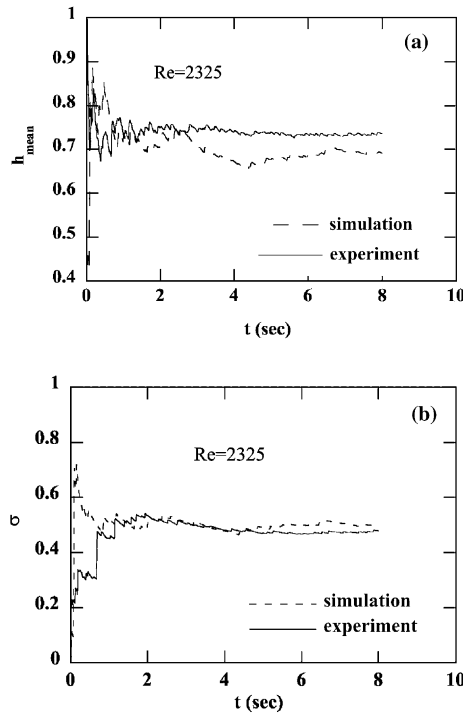 1
(a)
0.9
Re=2325
0.8
h mean
0.7
0.6
simulation
0.5
experiment
0.4
0 2 4 6 8 10
t (sec)
1
(b)
0.8
Re=2325
0.6
σ
0.4
simulation
0.2
experiment
0
0 2 4 6 8 10
t (sec)